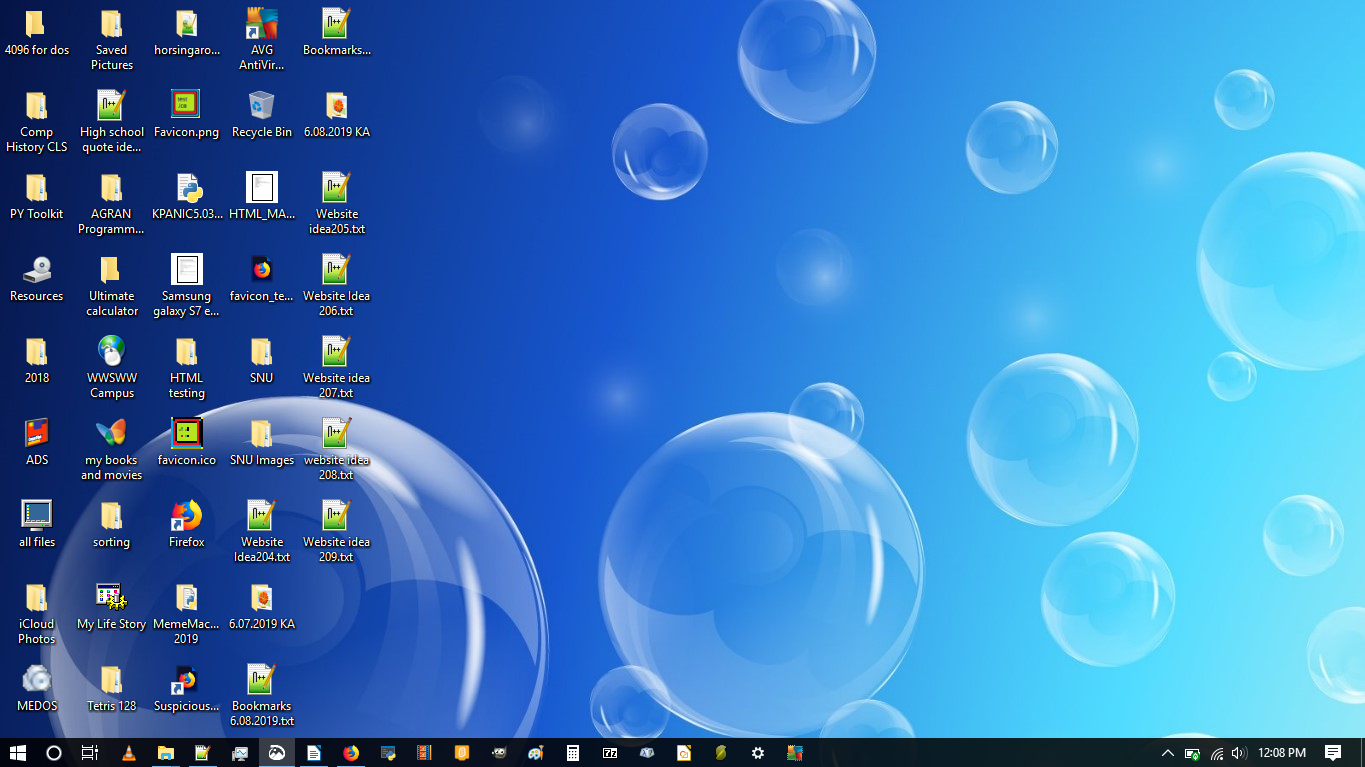 4096 for dos
Saved
Pictures
horsingaro...
AVG
AntiVir...
Bookmarks...
Comp
History CLS
High school
quote ide...
Favicon.png
Recycle Bin
6.08.2019 KA
PY Toolkit
AGRAN
Programm...
KPANIC5.03...
HTML_MA...
Website
idea205.txt
Resources
Ultimate
calculator
Samsung
galaxy S7 e...
favicon_te...
Website Idea
206.txt
2018
WWSWW
Campus
HTML
testing
SNU
Website idea
207.txt
ADS
my books
and movies
favicon.ico
SNU Images
website idea
208.txt
all files
sorting
Firefox
Website
Idea204.txt
Website idea
209.txt
iCloud
Photos
My Life Story
MemeMac...
2019
6.07.2019 KA
MEDOS
Tetris 128
Suspicious...
Bookmarks
6.08.2019.txt
12:08 PM